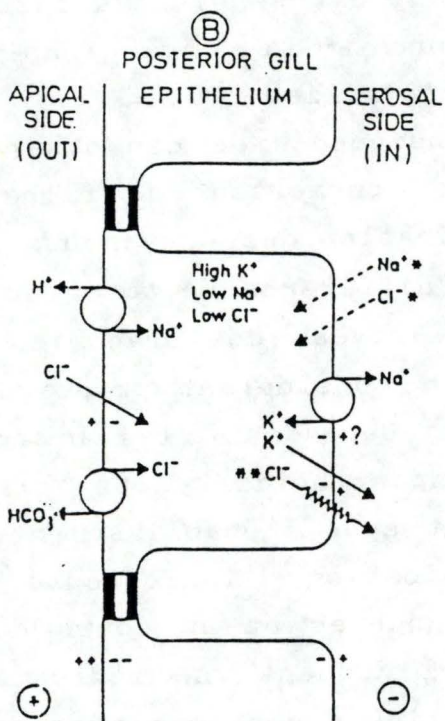 B
POSTERIOR GILL
APICAL SIDE (OUT)
EPITHELIUM
SEROSAL SIDE (IN)
High K⁺
Low Na⁺
Low Cl⁻
Na⁺*
Cl⁻*
H⁺
Na⁺
Cl⁻
+ -
Na⁺
K⁺
+?
K⁺
**Cl⁻
+
Cl⁻
HCO₃⁻
++ --
- +
+
-